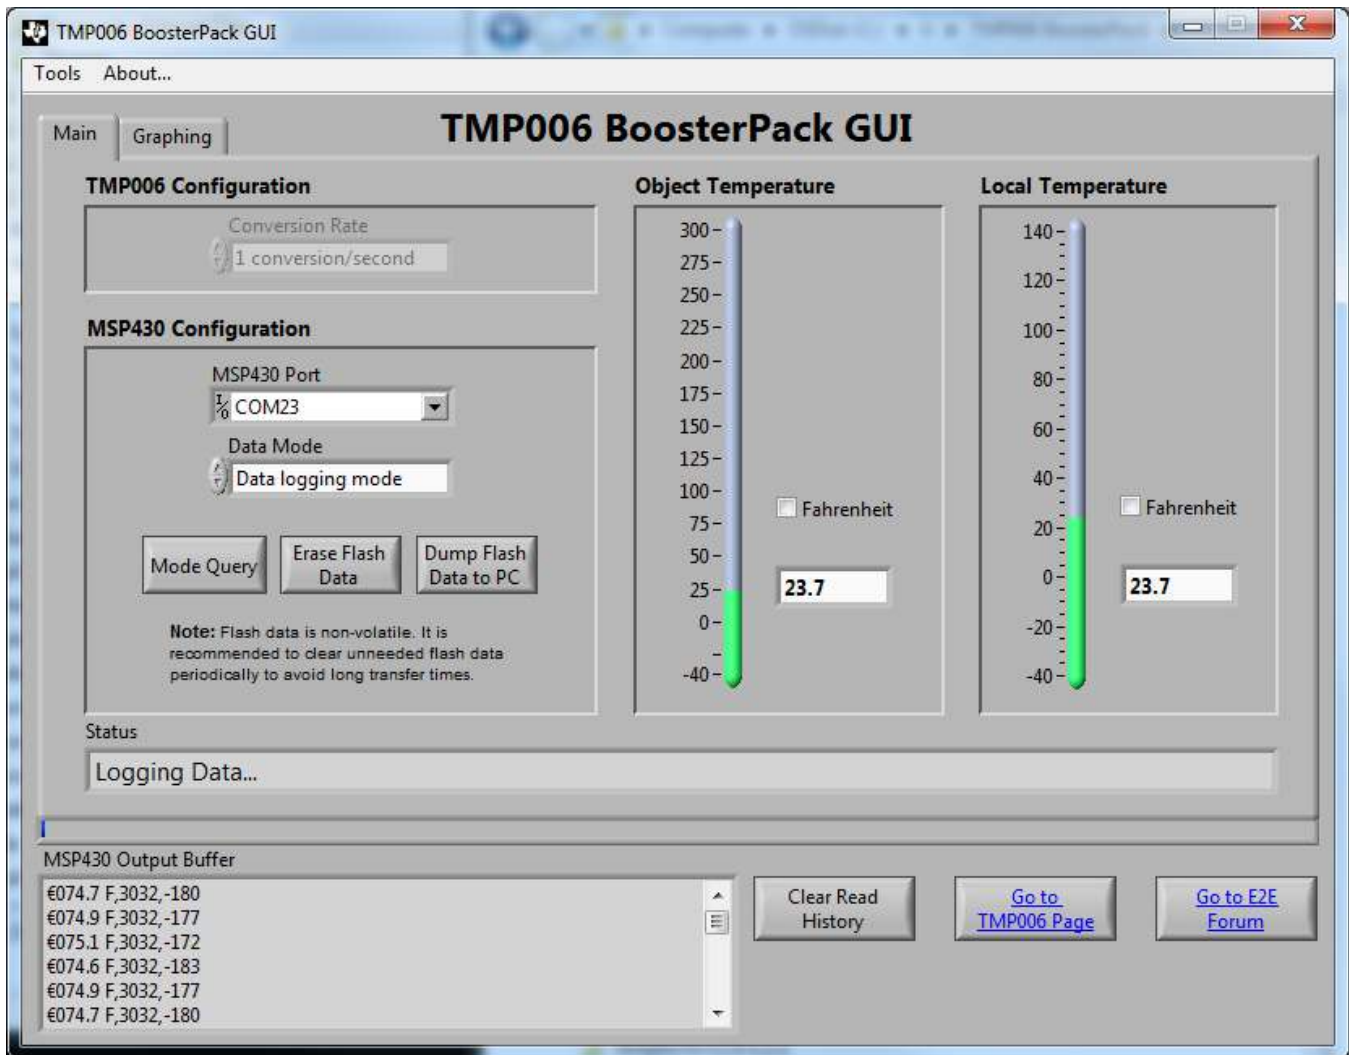 TMP006 BoosterPack GUI
Tools About...
Main Graphing
TMP006 BoosterPack GUI
TMP006 Configuration
Conversion Rate
1 conversion/second
MSP430 Configuration
MSP430 Port
I/O COM23
Data Mode
Data logging mode
Mode Query
Erase Flash
Data
Dump Flash
Data to PC
Note: Flash data is non-volatile. It is
recommended to clear unneeded flash data
periodically to avoid long transfer times.
Object Temperature
300
275
250
225
200
175
150
125
100
75
50
25
0
-40
Fahrenheit
23.7
Local Temperature
140
120
100
80
60
40
20
0
-20
-40
Fahrenheit
23.7
Status
Logging Data...
MSP430 Output Buffer
€074.7 F,3032,-180
€074.9 F,3032,-177
€075.1 F,3032,-172
€074.6 F,3032,-183
€074.9 F,3032,-177
€074.7 F,3032,-180
Clear Read
History
Go to
TMP006 Page
Go to E2E
Forum